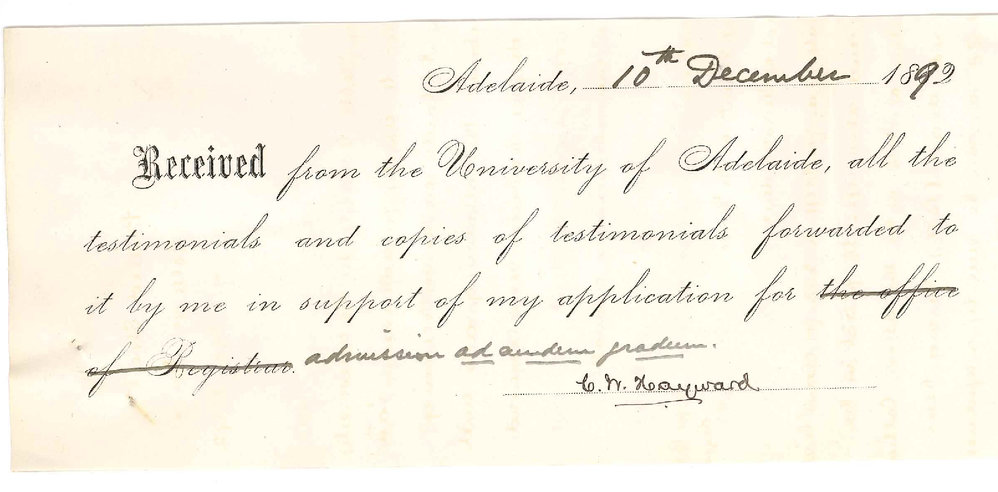 Adelaide, 10th December 1892
Received from the University of Adelaide, all the
testimonials and copies of testimonials forwarded to
it by me in support of my application for the office
of Registrar. admission ad eundem gradum.
C. W. Hayward